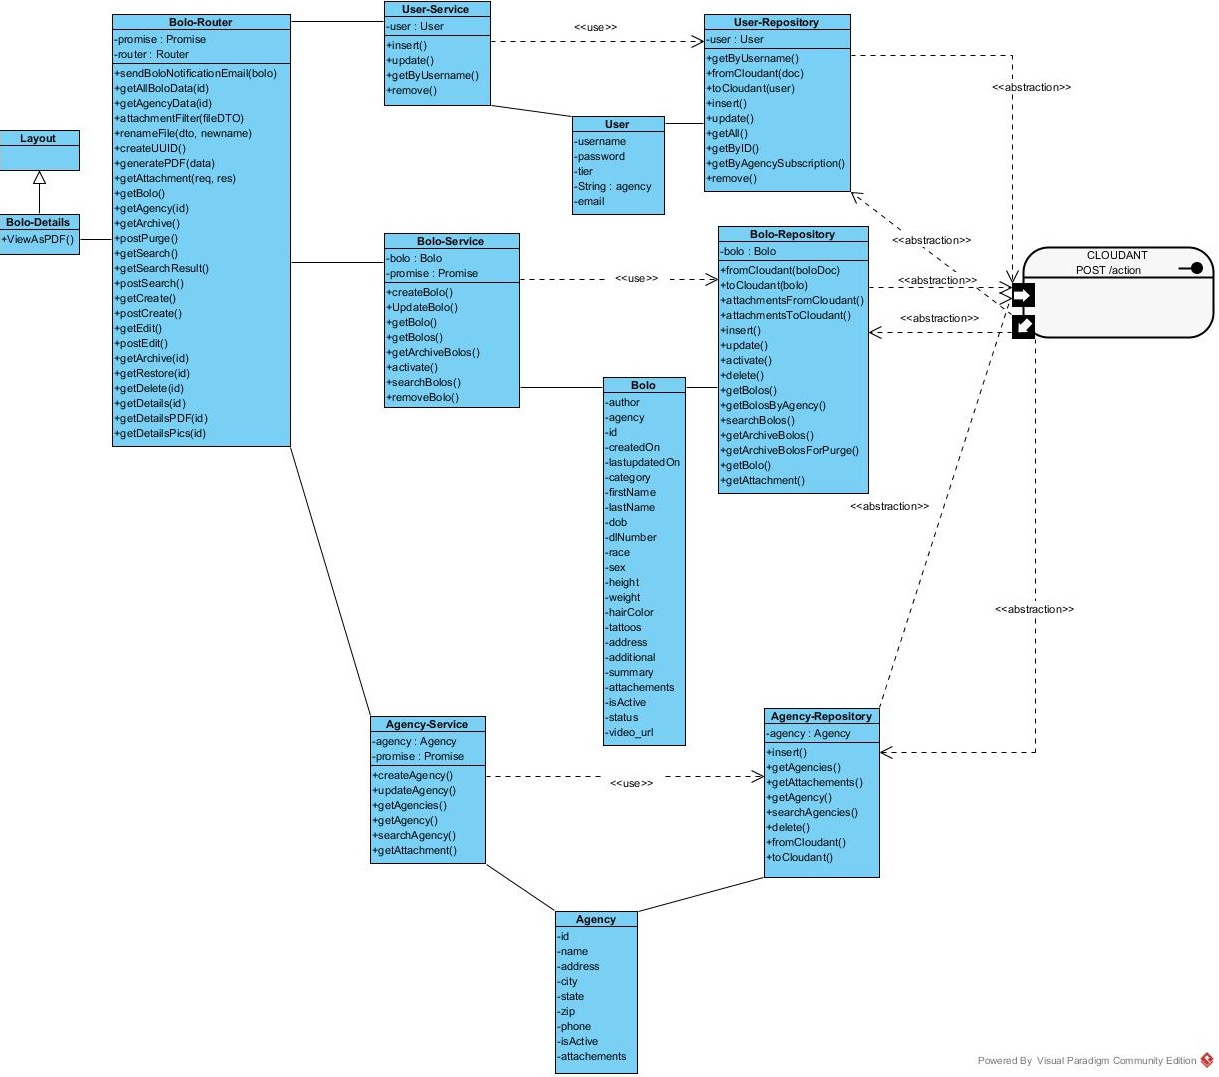 Bolo-Router
-promise : Promise
-router : Router
+sendBoloNotificationEmail(bolo)
+getAllBoloData(id)
+getAgencyData(id)
+attachmentFilter(fileDTO)
+renameFile(dto, newname)
+createUUID()
+generatePDF(data)
+getAttachment(req, res)
+getBolo()
+getAgency(id)
+getArchive()
+postPurge()
+getSearch()
+getSearchResult()
+postSearch()
+getCreate()
+postCreate()
+getEdit()
+postEdit()
+getArchive(id)
+getRestore(id)
+getDelete(id)
+getDetails(id)
+getDetailsPDF(id)
+getDetailsPics(id)
Layout
Bolo-Details
+ViewAsPDF()
User-Service
-user : User
+insert()
+update()
+getByUsername()
+remove()
<<use>>
User-Repository
-user : User
+getByUsername()
+fromCloudant(doc)
+toCloudant(user)
+insert()
+update()
+getAll()
+getByID()
+getByAgencySubscription()
+remove()
User
-username
-password
-tier
-String : agency
-email
<<abstraction>>
<<abstraction>>
<<abstraction>>
<<abstraction>>
CLOUDANT
POST /action
Bolo-Service
-bolo : Bolo
-promise : Promise
+createBolo()
+UpdateBolo()
+getBolo()
+getBolos()
+getArchiveBolos()
+activate()
+searchBolos()
+removeBolo()
<<use>>
Bolo-Repository
-bolo : Bolo
+fromCloudant(boloDoc)
+toCloudant(bolo)
+attachmentsFromCloudant()
+attachmentsToCloudant()
+insert()
+update()
+activate()
+delete()
+getBolos()
+getBolosByAgency()
+searchBolos()
+getArchiveBolos()
+getArchiveBolosForPurge()
+getBolo()
+getAttachment()
Bolo
-author
-agency
-id
-createdOn
-lastupdatedOn
-category
-firstName
-lastName
-dob
-dlNumber
-race
-sex
-height
-weight
-hairColor
-tattoos
-address
-additional
-summary
-attachements
-isActive
-status
-video_url
<<abstraction>>
<<abstraction>>
Agency-Service
-agency : Agency
-promise : Promise
+createAgency()
+updateAgency()
+getAgencies()
+getAgency()
+searchAgency()
+getAttachment()
<<use>>
Agency-Repository
-agency : Agency
+insert()
+getAgencies()
+getAttachements()
+getAgency()
+searchAgencies()
+delete()
+fromCloudant()
+toCloudant()
Agency
-id
-name
-address
-city
-state
-zip
-phone
-isActive
-attachements
Powered By Visual Paradigm Community Edition